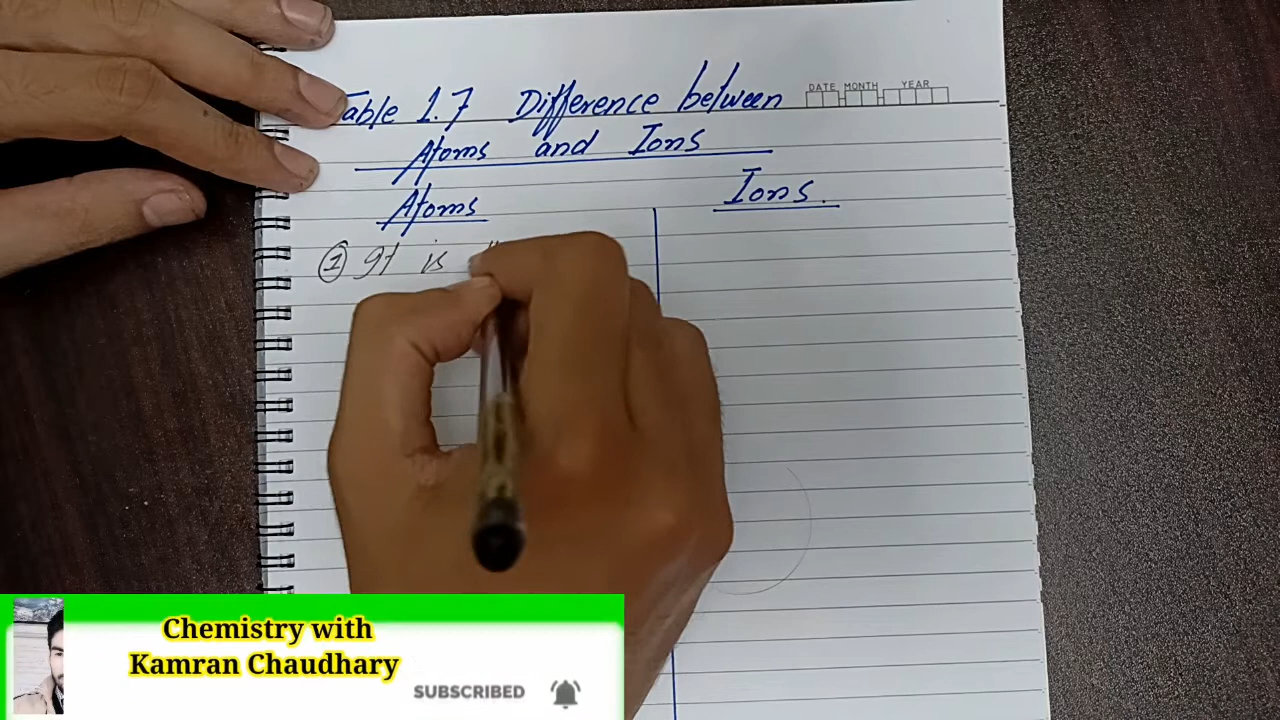 DATE MONTH YEAR
Table 1.7 Difference between
Atoms and Ions
Atoms
Ions.
① It is
Chemistry with
Kamran Chaudhary
SUBSCRIBED